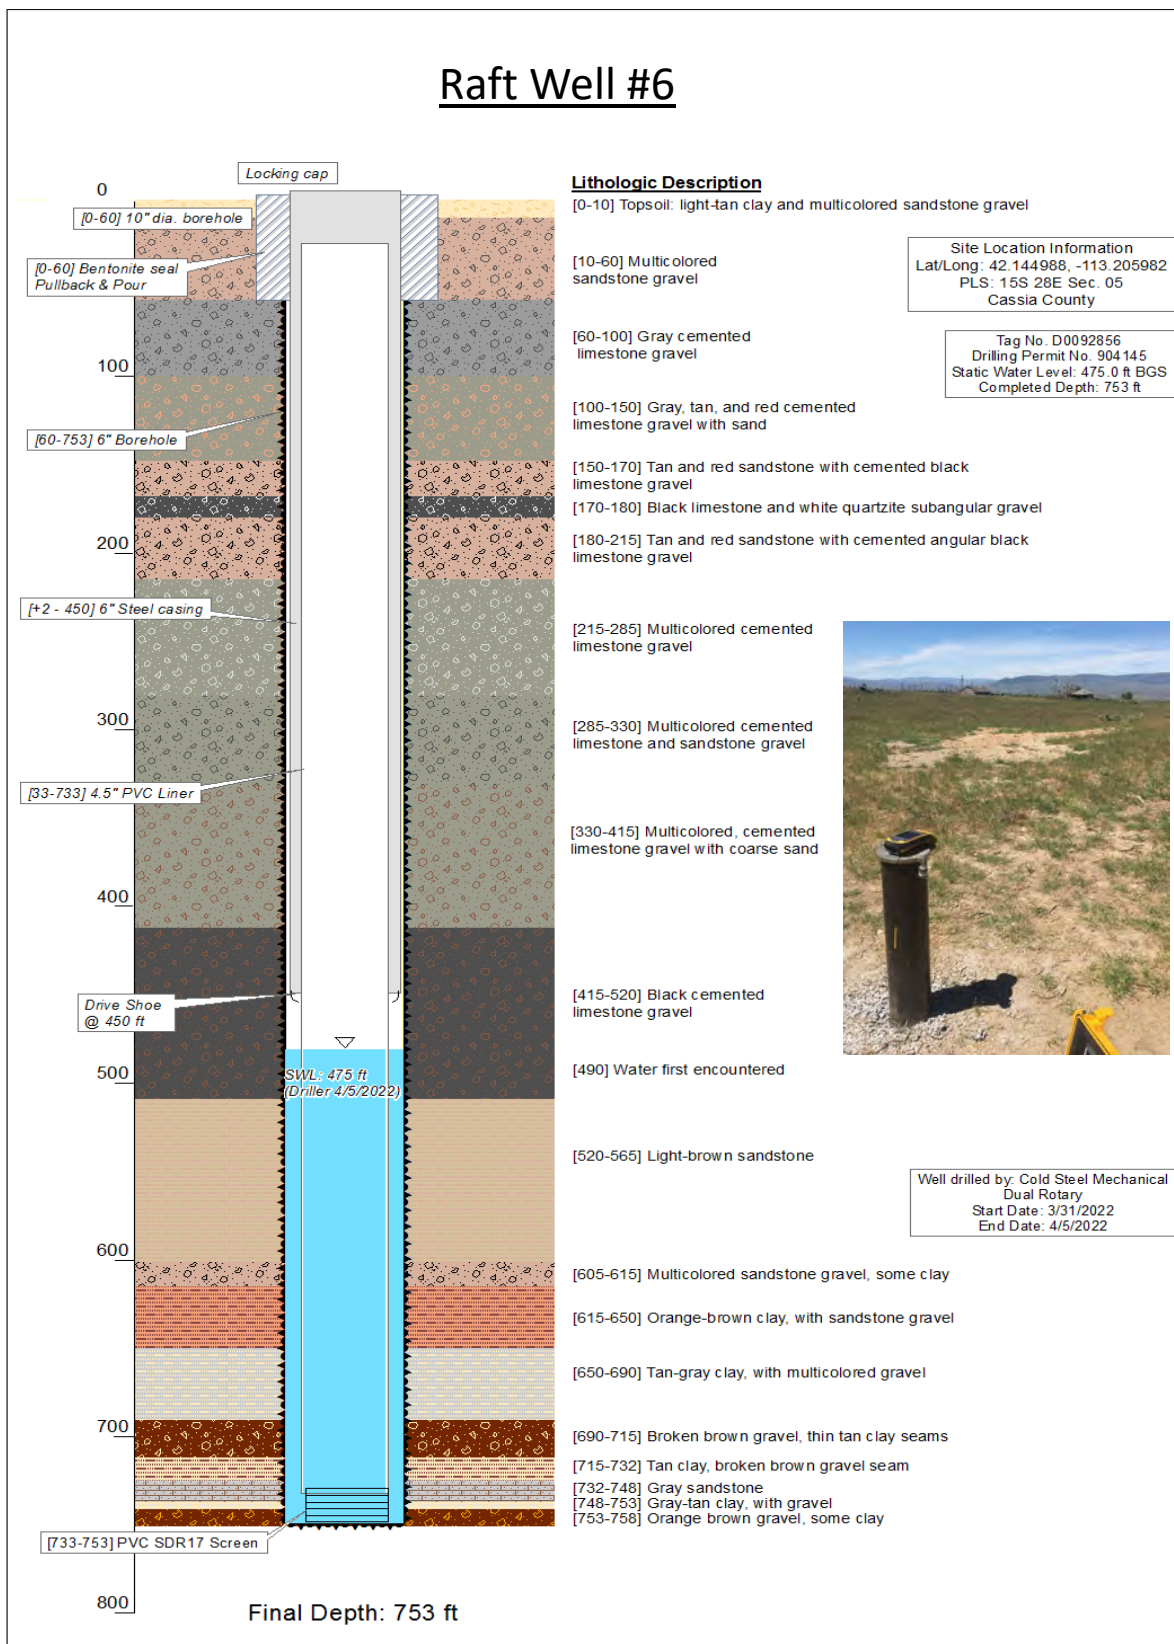 Raft Well #6
Locking cap
0
[0-60] 10" dia. borehole
[0-60] Bentonite seal
Pullback & Pour
100
[60-753] 6" Borehole
200
[+2 - 450] 6" Steel casing
300
[33-733] 4.5" PVC Liner
400
Drive Shoe
@ 450 ft
500
SWL: 475 ft
(Driller 4/5/2022)
600
700
[733-753] PVC SDR17 Screen
800
Final Depth: 753 ft
Lithologic Description
[0-10] Topsoil: light-tan clay and multicolored sandstone gravel
[10-60] Multicolored
sandstone gravel
[60-100] Gray cemented
limestone gravel
[100-150] Gray, tan, and red cemented
limestone gravel with sand
[150-170] Tan and red sandstone with cemented black
limestone gravel
[170-180] Black limestone and white quartzite subangular gravel
[180-215] Tan and red sandstone with cemented angular black
limestone gravel
[215-285] Multicolored cemented
limestone gravel
[285-330] Multicolored cemented
limestone and sandstone gravel
[330-415] Multicolored, cemented
limestone gravel with coarse sand
[415-520] Black cemented
limestone gravel
[490] Water first encountered
[520-565] Light-brown sandstone
[605-615] Multicolored sandstone gravel, some clay
[615-650] Orange-brown clay, with sandstone gravel
[650-690] Tan-gray clay, with multicolored gravel
[690-715] Broken brown gravel, thin tan clay seams
[715-732] Tan clay, broken brown gravel seam
[732-748] Gray sandstone
[748-753] Gray-tan clay, with gravel
[753-758] Orange brown gravel, some clay
Site Location Information
Lat/Long: 42.144988, -113.205982
PLS: 15S 28E Sec. 05
Cassia County
Tag No. D0092856
Drilling Permit No. 904145
Static Water Level: 475.0 ft BGS
Completed Depth: 753 ft
Well drilled by: Cold Steel Mechanical
Dual Rotary
Start Date: 3/31/2022
End Date: 4/5/2022